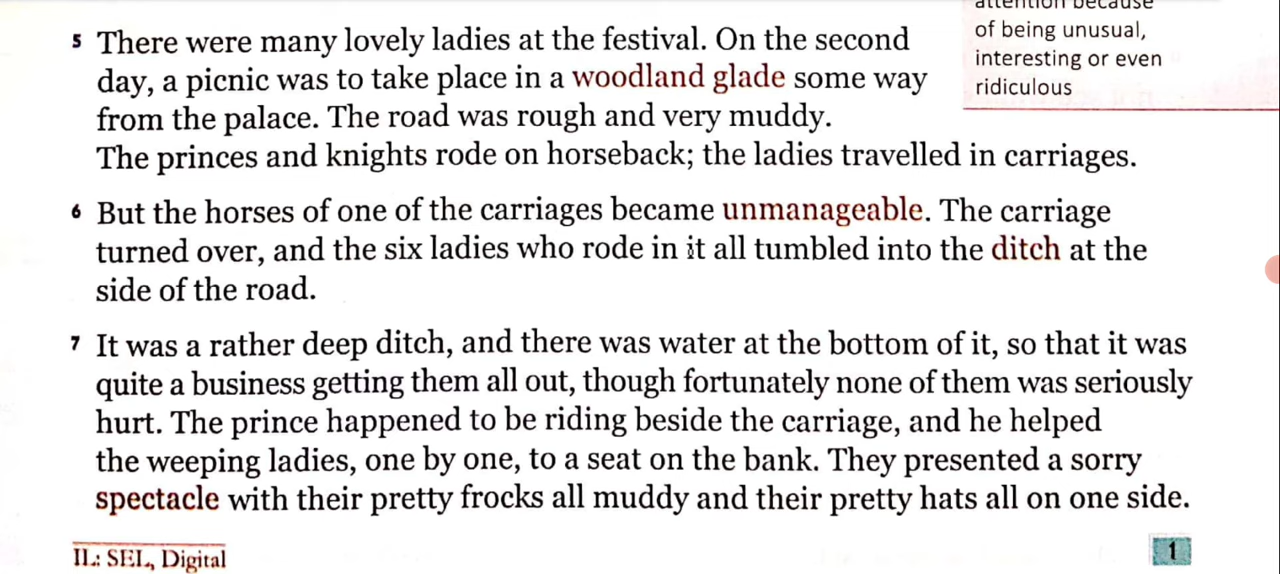 attention because
of being unusual,
interesting or even
ridiculous
5 There were many lovely ladies at the festival. On the second
day, a picnic was to take place in a woodland glade some way
from the palace. The road was rough and very muddy.
The princes and knights rode on horseback; the ladies travelled in carriages.
6 But the horses of one of the carriages became unmanageable. The carriage
turned over, and the six ladies who rode in it all tumbled into the ditch at the
side of the road.
7 It was a rather deep ditch, and there was water at the bottom of it, so that it was
quite a business getting them all out, though fortunately none of them was seriously
hurt. The prince happened to be riding beside the carriage, and he helped
the weeping ladies, one by one, to a seat on the bank. They presented a sorry
spectacle with their pretty frocks all muddy and their pretty hats all on one side.
IL: SEL, Digital
1